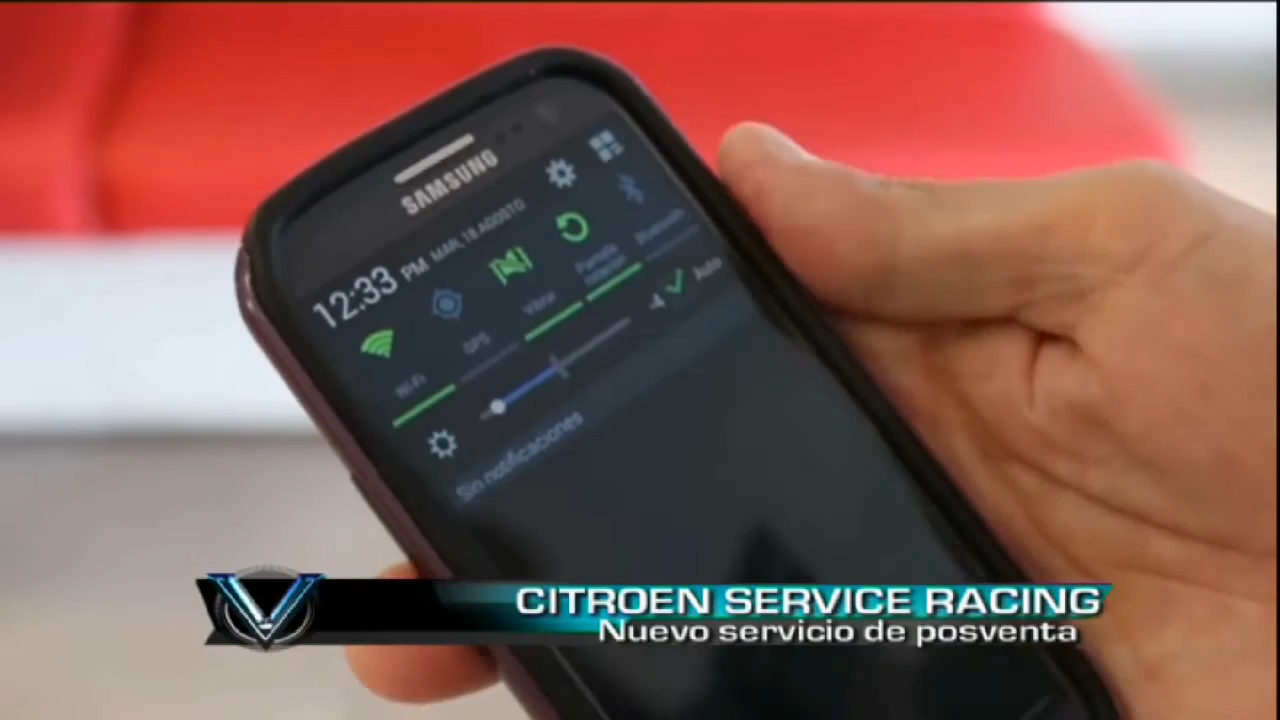 SAMSUNG
12:33 PM MAR, 18 AGOSTO
Wi-Fi
GPS
Vibrar
Pantalla
rotación
Bluetooth
-4
Auto
Sin notificaciones
CITROEN SERVICE RACING
Nuevo servicio de posventa